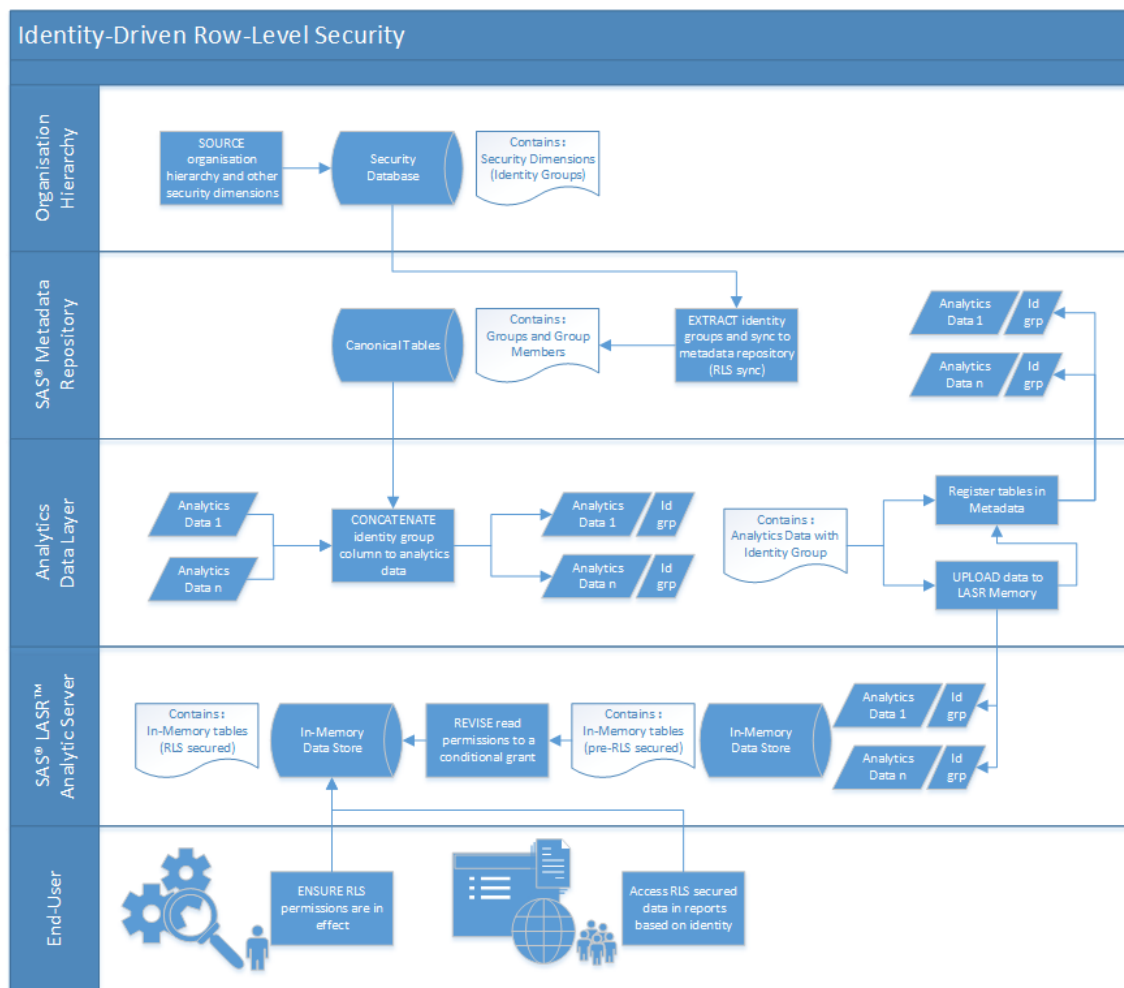 Identity-Driven Row-Level Security
Organisation
Hierarchy
SOURCE
organisation
hierarchy and other
security dimensions
Security
Database
Contains:
Security Dimensions
(Identity Groups)
SAS® Metadata
Repository
Canonical Tables
Contains:
Groups and Group
Members
EXTRACT identity
groups and sync to
metadata repository
(RLS sync)
Analytics
Data 1
Id
grp
Analytics
Data n
Id
grp
Analytics
Data Layer
Analytics
Data 1
Analytics
Data n
CONCATENATE
identity group
column to analytics
data
Analytics
Data 1
Id
grp
Analytics
Data n
Id
grp
Contains:
Analytics Data with
Identity Group
Register tables in
Metadata
UPLOAD data to
LASR Memory
SAS® LASR™
Analytic Server
Contains:
In-Memory tables
(RLS secured)
In-Memory
Data Store
REVISE read
permissions to a
conditional grant
Contains:
In-Memory tables
(pre-RLS secured)
In-Memory
Data Store
Analytics
Data 1
Id
grp
Analytics
Data n
Id
grp
End-User
ENSURE RLS
permissions are in
effect
Access RLS secured
data in reports
based on identity